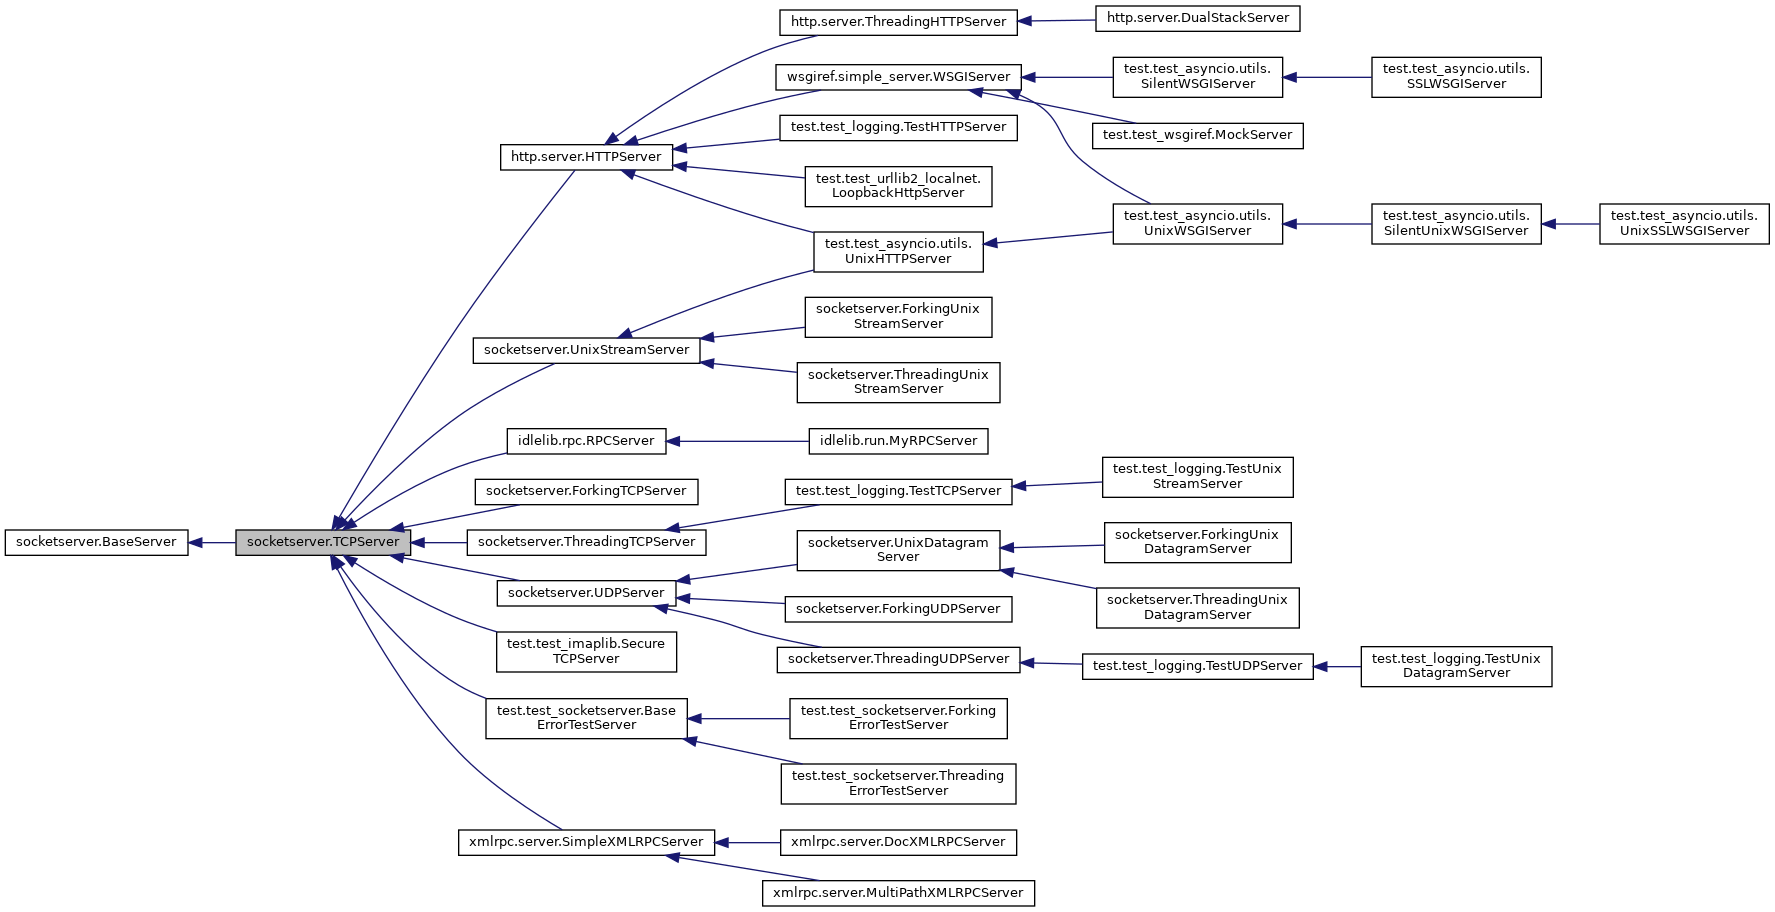 http.server.ThreadingHTTPServer
http.server.DualStackServer
wsgiref.simple_server.WSGIServer
test.test_asyncio.utils.
SilentWSGIServer
test.test_asyncio.utils.
SSLWSGIServer
test.test_logging.TestHTTPServer
test.test_wsgiref.MockServer
http.server.HTTPServer
test.test_urllib2_localnet.
LoopbackHttpServer
test.test_asyncio.utils.
UnixHTTPServer
test.test_asyncio.utils.
UnixWSGIServer
test.test_asyncio.utils.
SilentUnixWSGIServer
test.test_asyncio.utils.
UnixSSLWSGIServer
socketserver.ForkingUnix
StreamServer
socketserver.UnixStreamServer
socketserver.ThreadingUnix
StreamServer
idlelib.rpc.RPCServer
idlelib.run.MyRPCServer
socketserver.ForkingTCPServer
test.test_logging.TestTCPServer
test.test_logging.TestUnix
StreamServer
socketserver.BaseServer
socketserver.TCPServer
socketserver.ThreadingTCPServer
socketserver.UnixDatagram
Server
socketserver.ForkingUnix
DatagramServer
socketserver.UDPServer
socketserver.ForkingUDPServer
socketserver.ThreadingUnix
DatagramServer
test.test_imaplib.Secure
TCPServer
socketserver.ThreadingUDPServer
test.test_logging.TestUDPServer
test.test_logging.TestUnix
DatagramServer
test.test_socketserver.Base
ErrorTestServer
test.test_socketserver.Forking
ErrorTestServer
test.test_socketserver.Threading
ErrorTestServer
xmlrpc.server.SimpleXMLRPCServer
xmlrpc.server.DocXMLRPCServer
xmlrpc.server.MultiPathXMLRPCServer